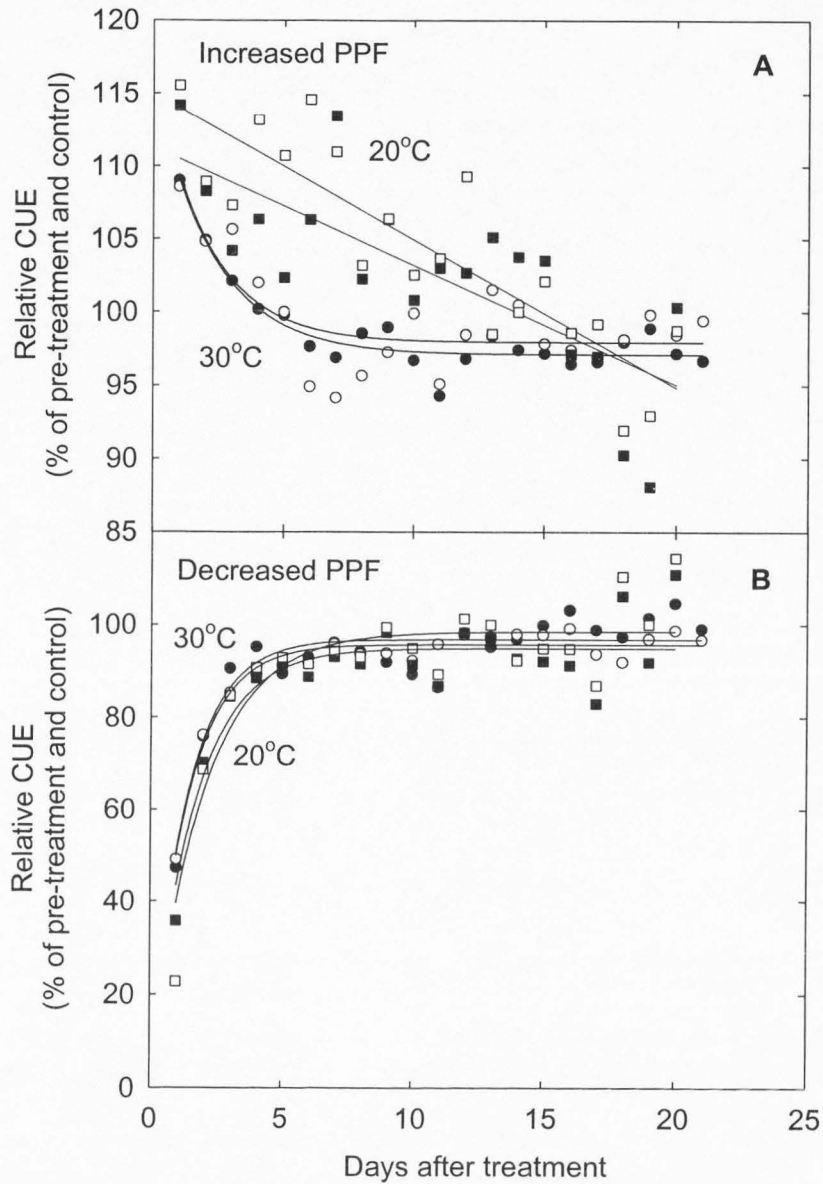 120
115
110
105
100
95
90
85
Relative CUE
(% of pre-treatment and control)
Increased PPF
A
20°C
30°C
100
80
60
40
20
0
Relative CUE
(% of pre-treatment and control)
Decreased PPF
B
30°C
20°C
0 5 10 15 20 25
Days after treatment